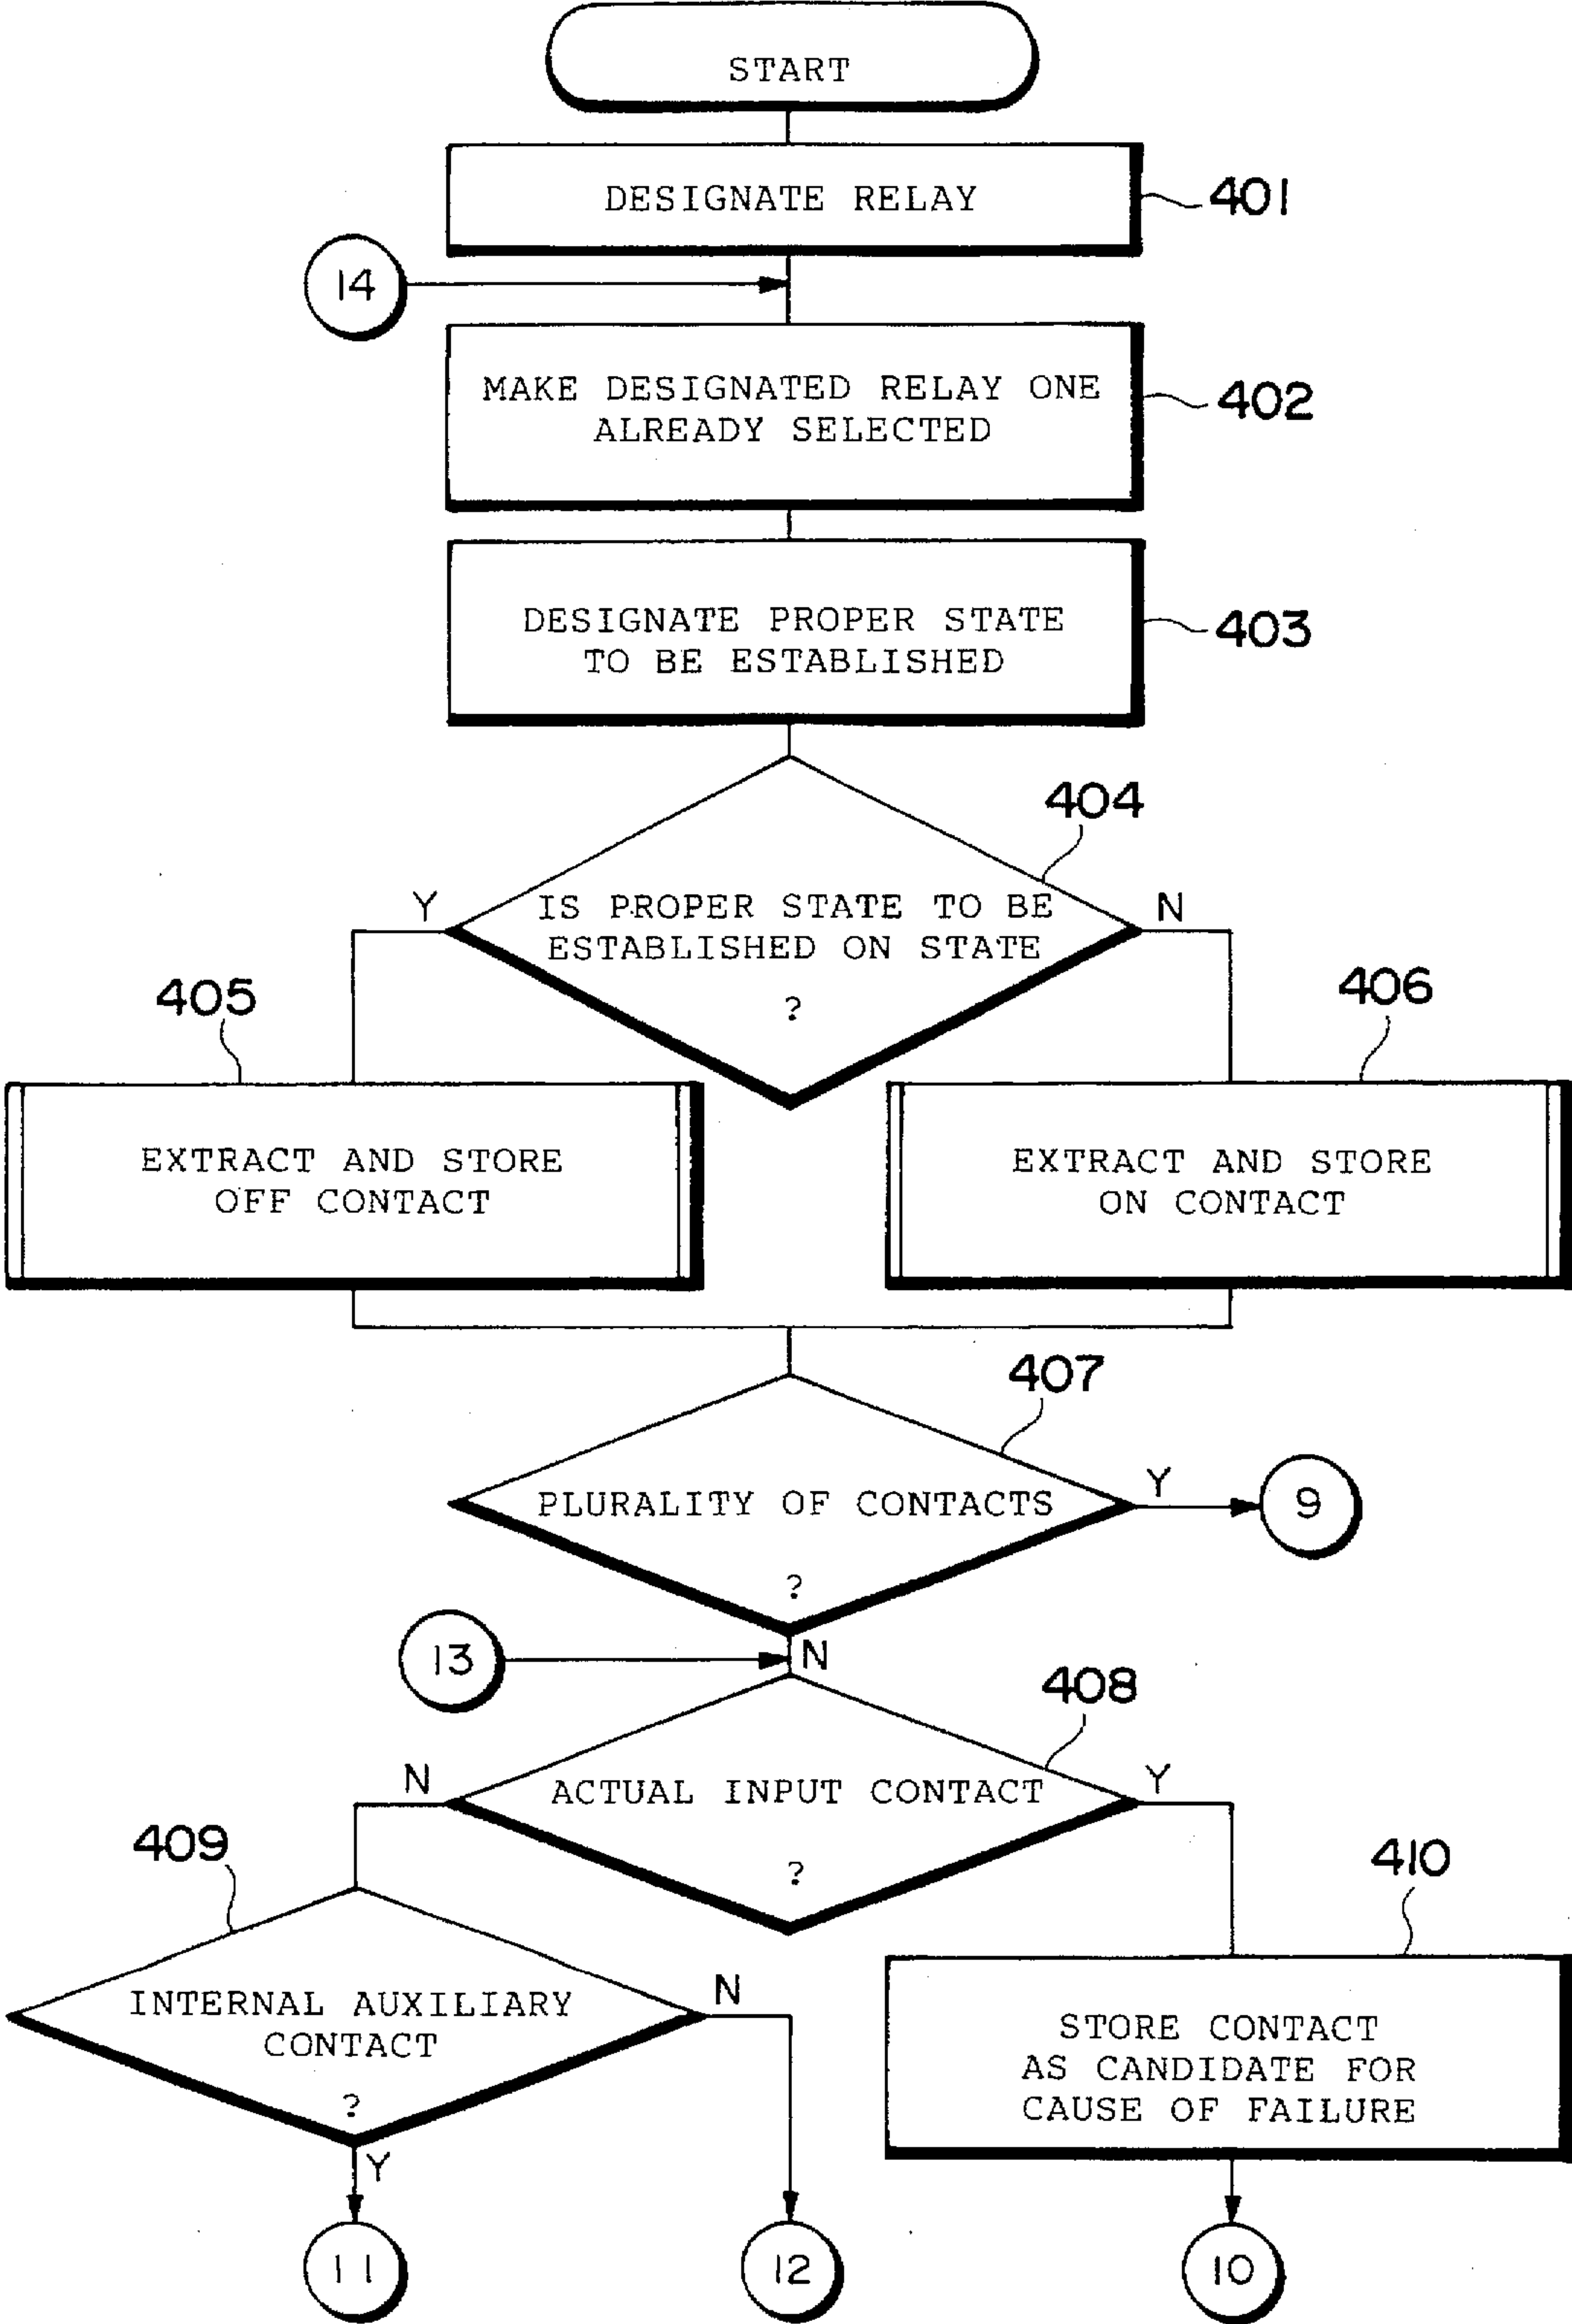 START
DESIGNATE RELAY
401
14
MAKE DESIGNATED RELAY ONE
ALREADY SELECTED
402
DESIGNATE PROPER STATE
TO BE ESTABLISHED
403
404
Y
IS PROPER STATE TO BE
ESTABLISHED ON STATE
?
N
405
406
EXTRACT AND STORE
OFF CONTACT
EXTRACT AND STORE
ON CONTACT
407
PLURALITY OF CONTACTS
?
Y
9
13
N
408
N
ACTUAL INPUT CONTACT
?
Y
409
410
INTERNAL AUXILIARY
CONTACT
?
N
STORE CONTACT
AS CANDIDATE FOR
CAUSE OF FAILURE
Y
11
12
10